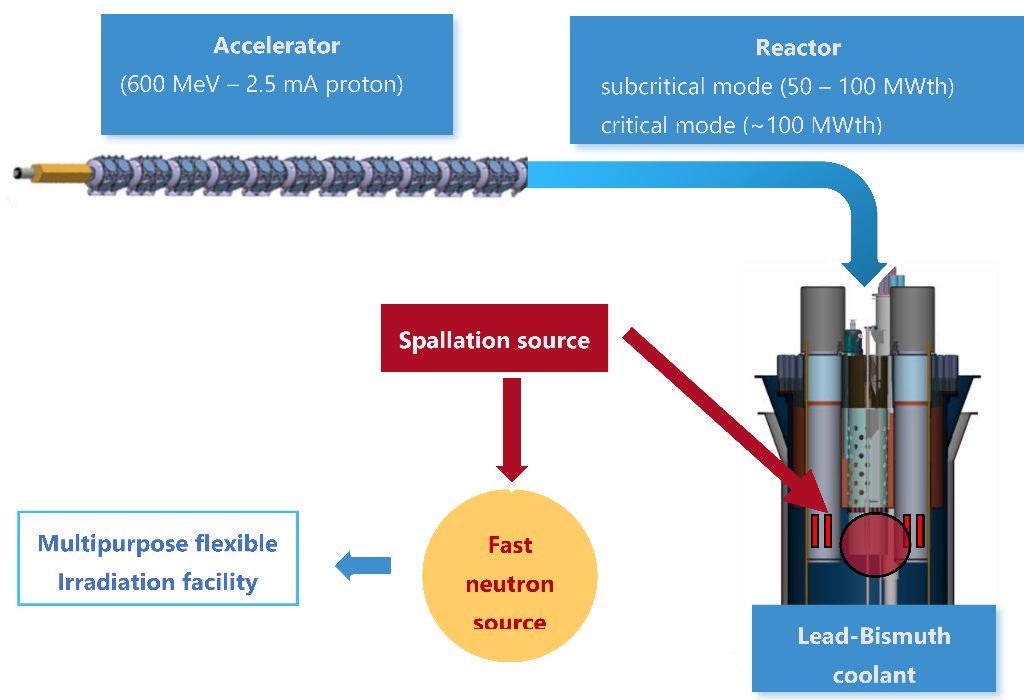 Accelerator
(600 MeV – 2.5 mA proton)
Reactor
subcritical mode (50 – 100 MWth)
critical mode (~100 MWth)
Spallation source
Fast
neutron
source
Multipurpose flexible
Irradiation facility
Lead-Bismuth
coolant